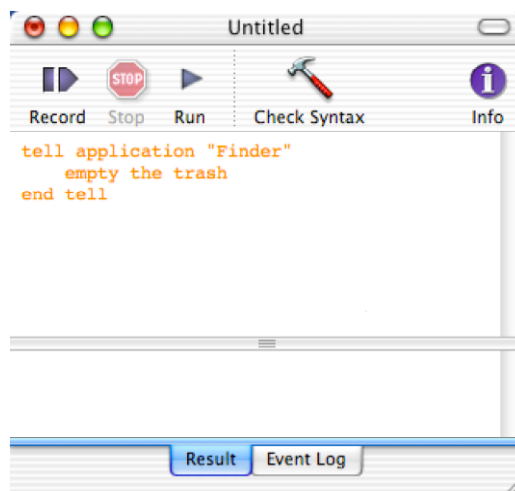 Untitled
STOP
Record Stop Run Check Syntax Info
tell application "Finder"
    empty the trash
end tell
Result Event Log